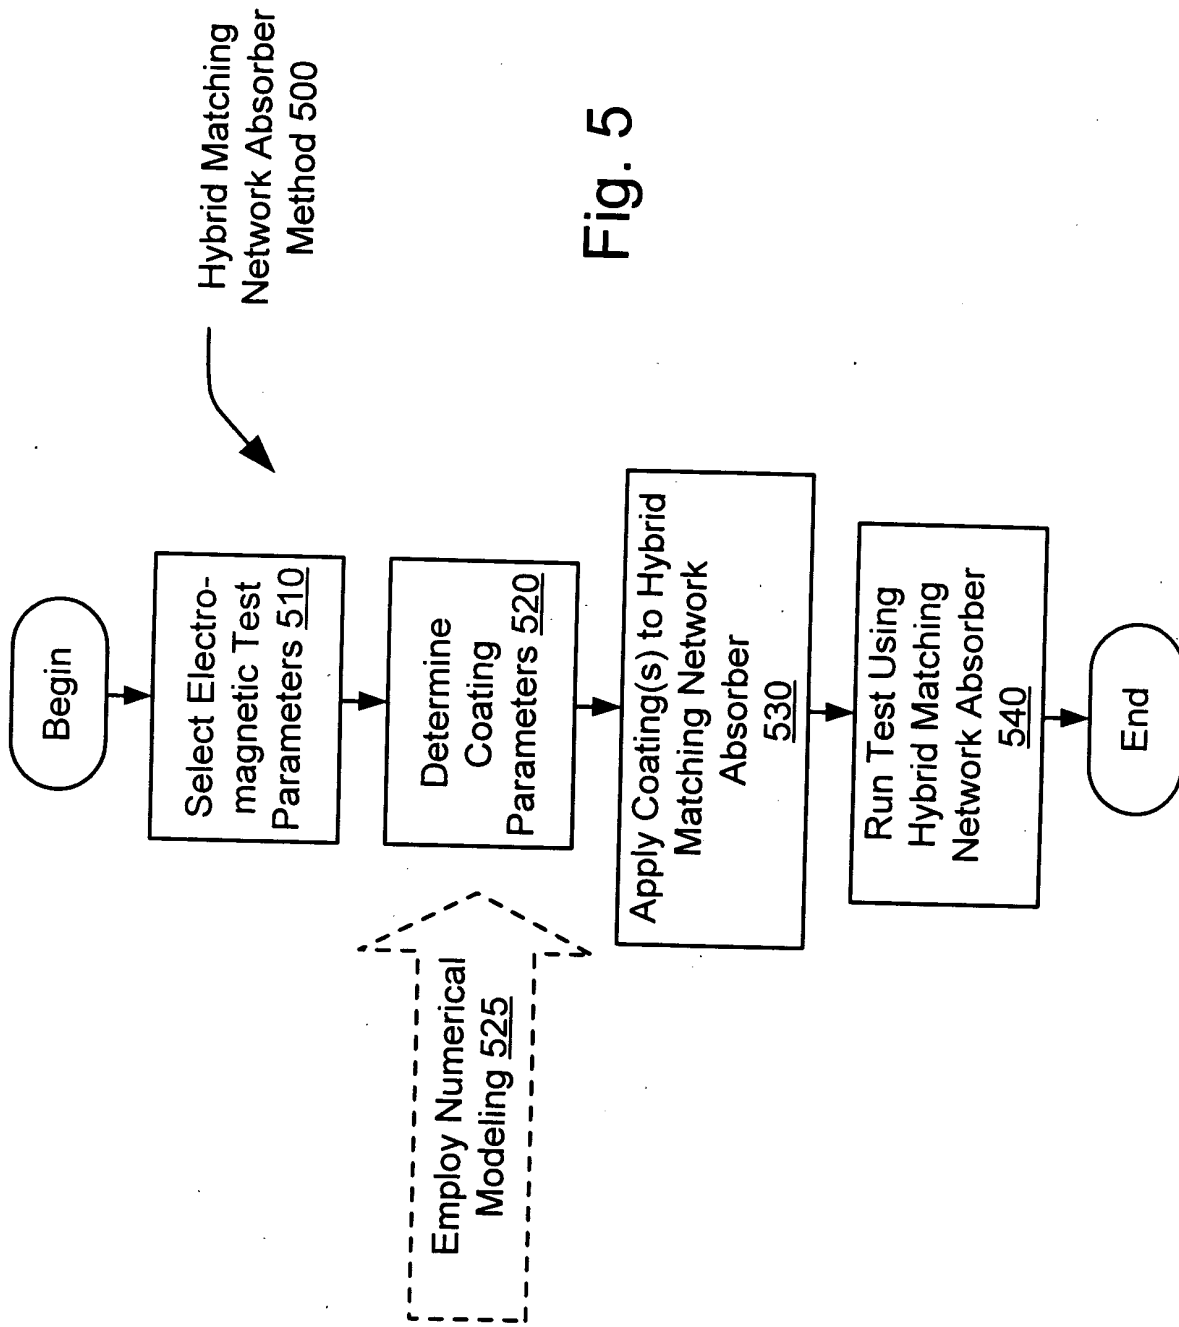 Hybrid Matching
Network Absorber
Method 500
Begin
Select Electro-
magnetic Test
Parameters 510
Determine
Coating
Parameters 520
Employ Numerical
Modeling 525
Apply Coating(s) to Hybrid
Matching Network
Absorber
530
Run Test Using
Hybrid Matching
Network Absorber
540
End
Fig. 5